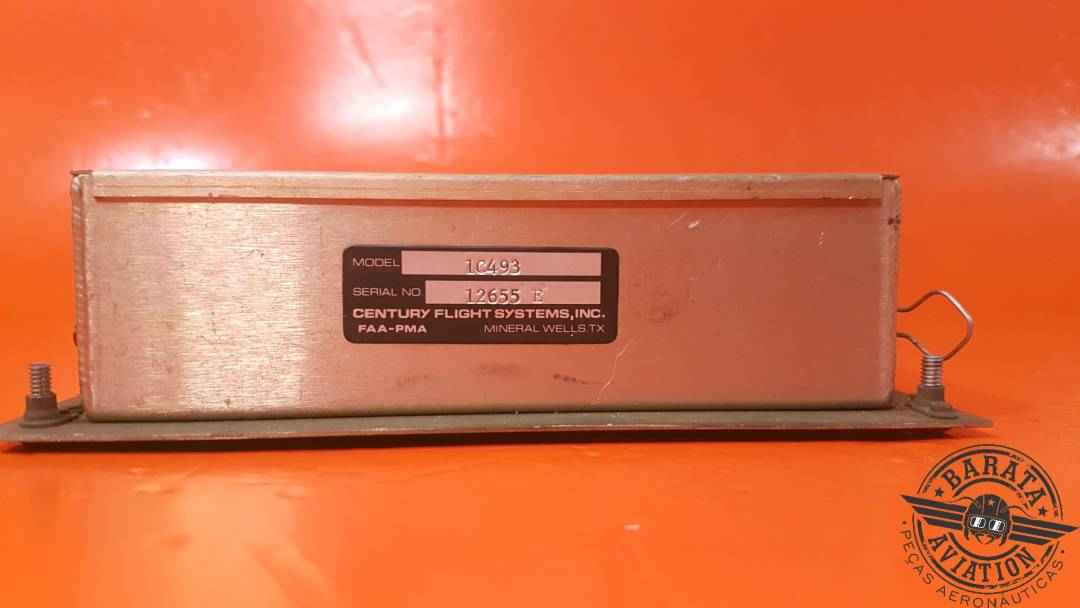 MODEL 1C493
SERIAL NO 12655 E
CENTURY FLIGHT SYSTEMS, INC.
FAA-PMA MINERAL WELLS, TX
BARATA
AVIATION
• PEÇAS AERONÁUTICAS •